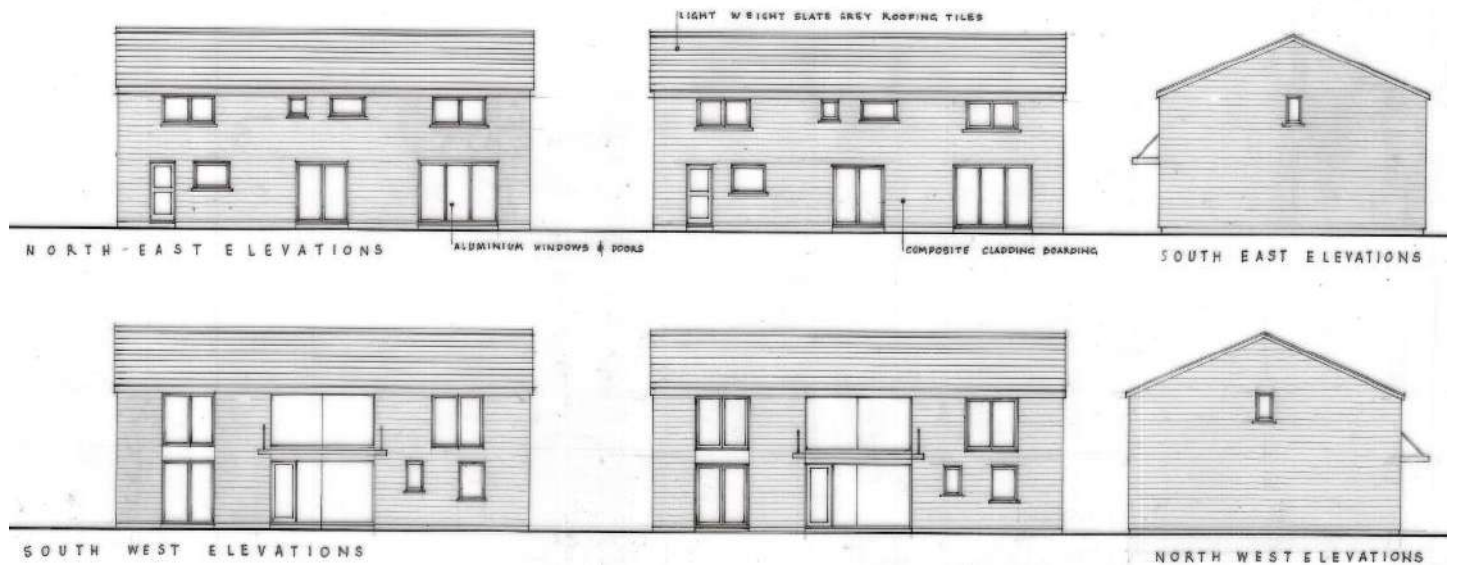 LIGHT WEIGHT SLATE GREY ROOFING TILES
NORTH-EAST ELEVATIONS
ALUMINIUM WINDOWS & DOORS
COMPOSITE CLADDING BOARDING
SOUTH EAST ELEVATIONS
SOUTH WEST ELEVATIONS
NORTH WEST ELEVATIONS